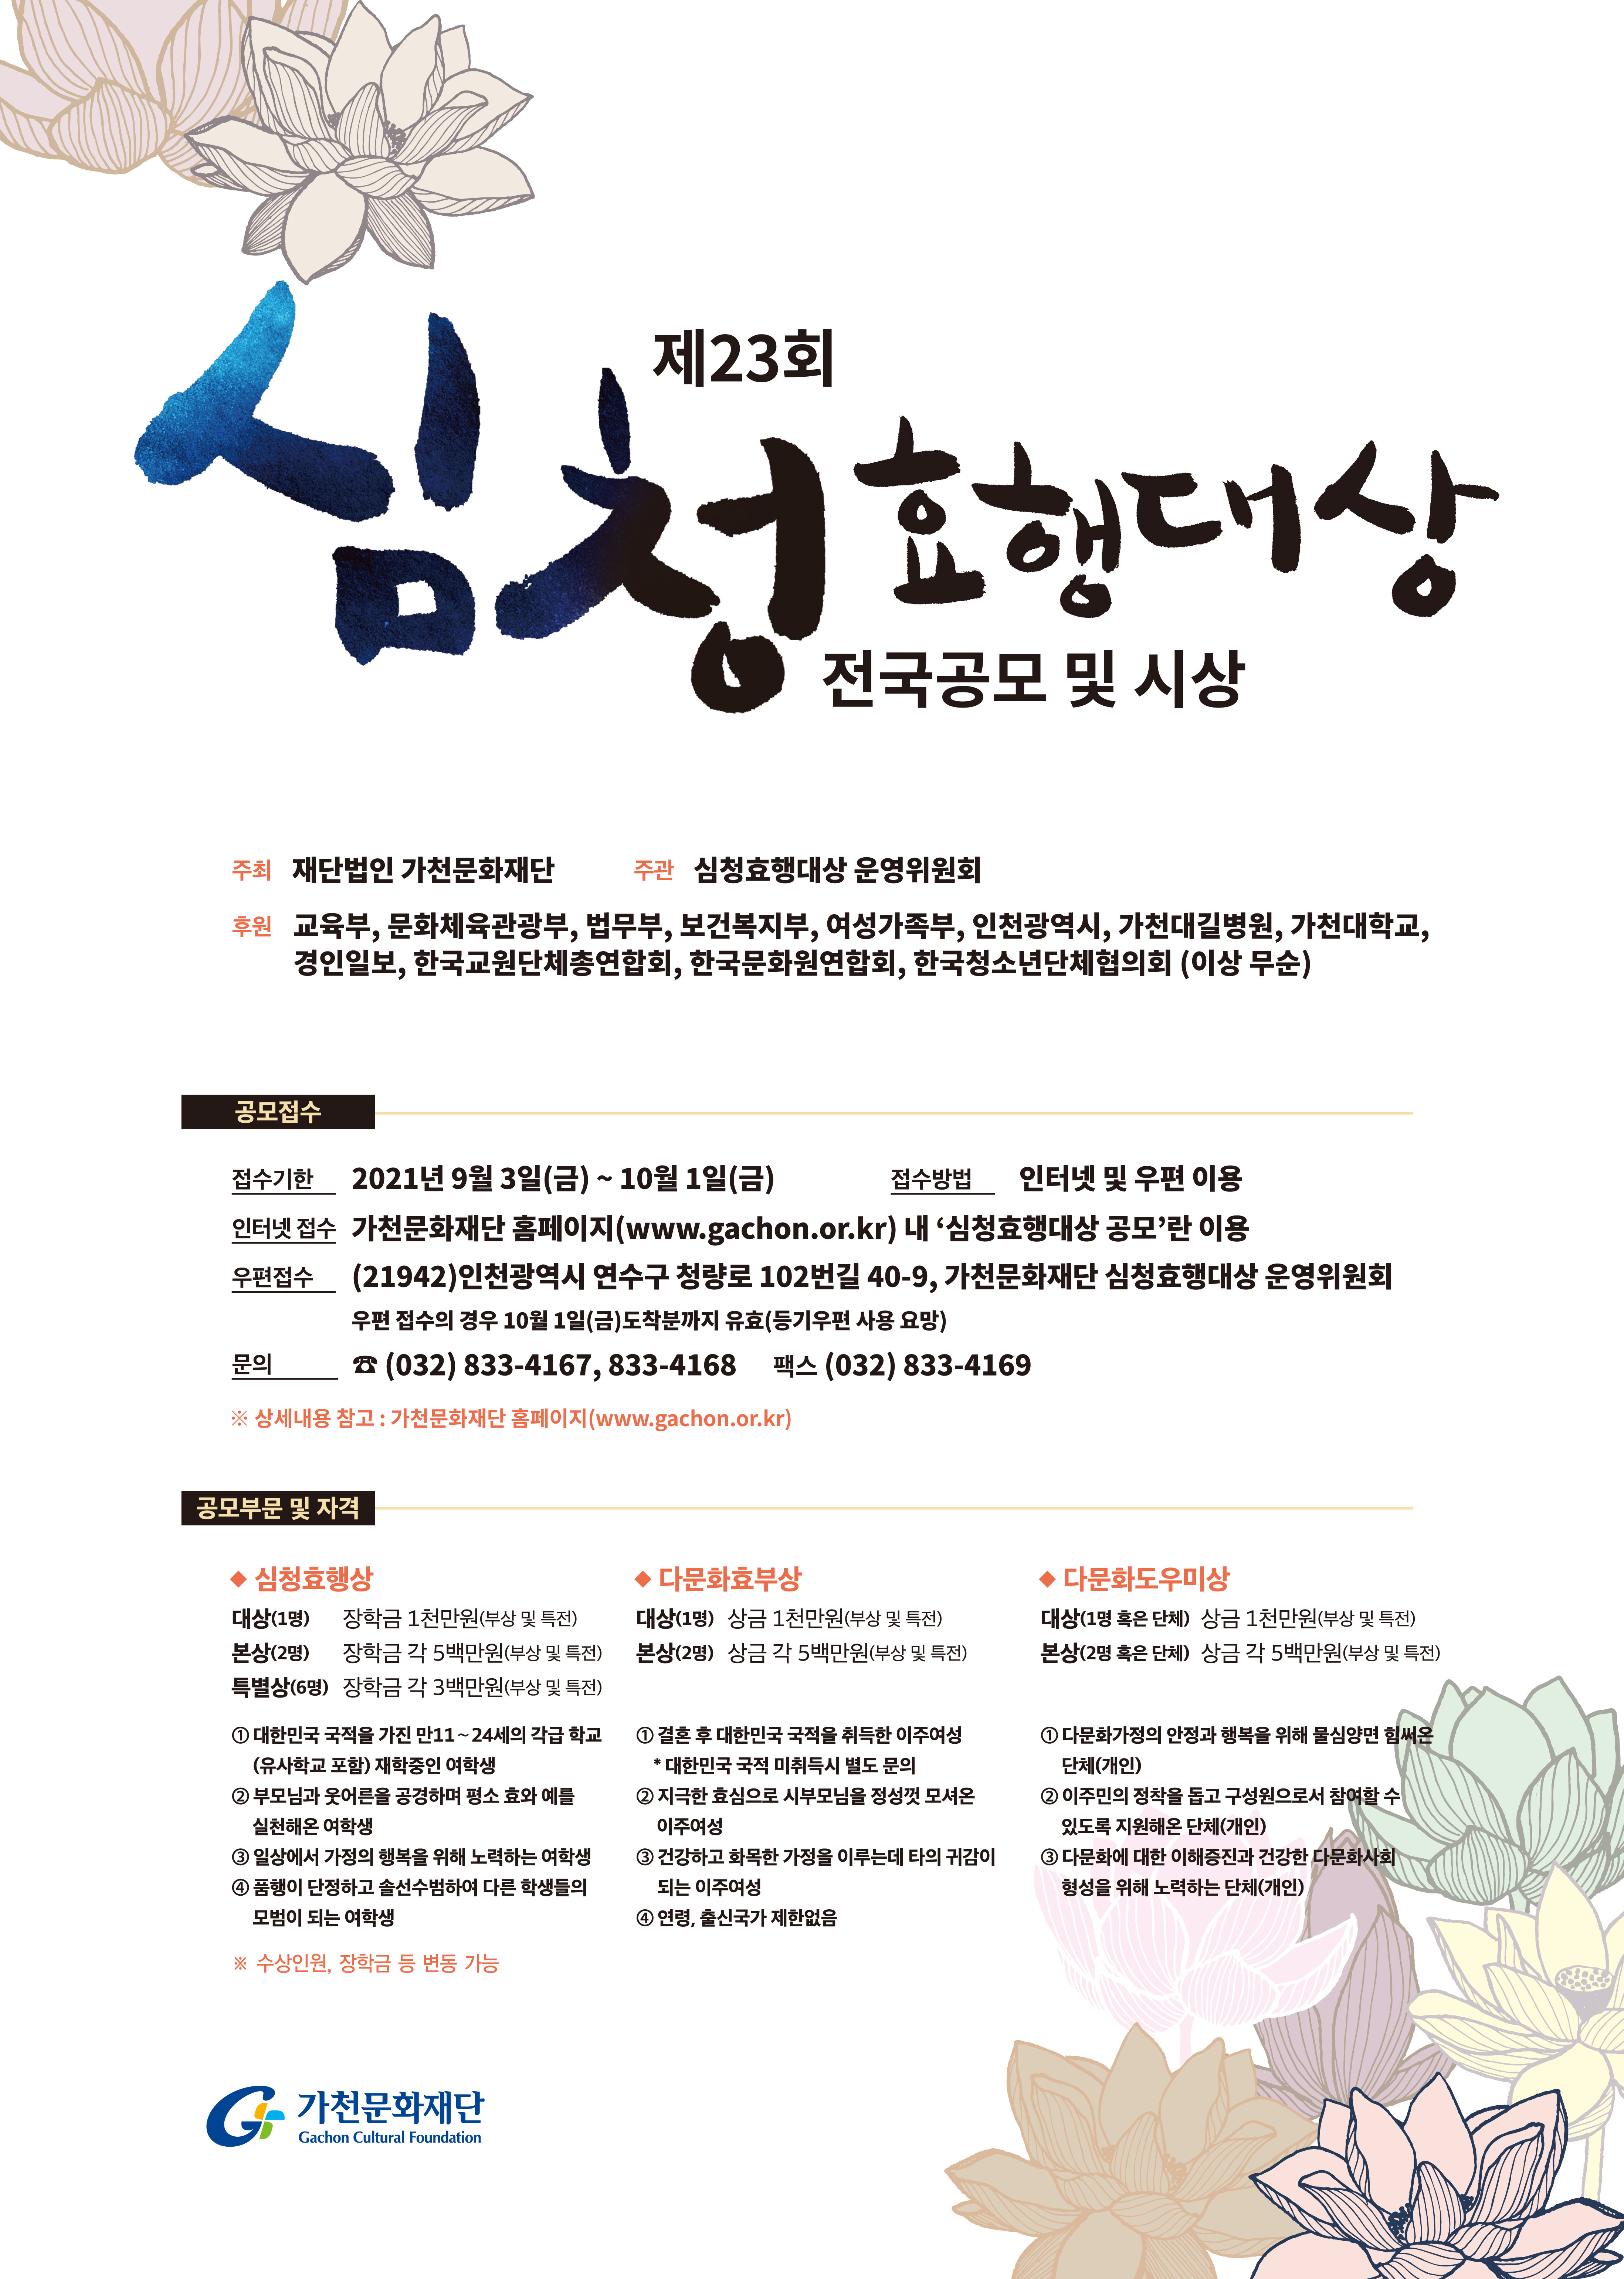 제23회
심청효행대상
전국공모 및 시상
주최 재단법인 가천문화재단 주관 심청효행대상 운영위원회
후원 교육부, 문화체육관광부, 법무부, 보건복지부, 여성가족부, 인천광역시, 가천대길병원, 가천대학교,
경인일보, 한국교원단체총연합회, 한국문화원연합회, 한국청소년단체협의회 (이상 무순)
공모접수
접수기한 2021년 9월 3일(금) ~ 10월 1일(금) 접수방법 인터넷 및 우편 이용
인터넷 접수 가천문화재단 홈페이지(www.gachon.or.kr) 내 ‘심청효행대상 공모’란 이용
우편접수 (21942)인천광역시 연수구 청량로 102번길 40-9, 가천문화재단 심청효행대상 운영위원회
우편 접수의 경우 10월 1일(금)도착분까지 유효(등기우편 사용 요망)
문의 ☎ (032) 833-4167, 833-4168 팩스 (032) 833-4169
※ 상세내용 참고 : 가천문화재단 홈페이지(www.gachon.or.kr)
공모부문 및 자격
◆ 심청효행상
대상(1명) 장학금 1천만원(부상 및 특전)
본상(2명) 장학금 각 5백만원(부상 및 특전)
특별상(6명) 장학금 각 3백만원(부상 및 특전)
① 대한민국 국적을 가진 만11~24세의 각급 학교
(유사학교 포함) 재학중인 여학생
② 부모님과 웃어른을 공경하며 평소 효와 예를
실천해온 여학생
③ 일상에서 가정의 행복을 위해 노력하는 여학생
④ 품행이 단정하고 솔선수범하여 다른 학생들의
모범이 되는 여학생
※ 수상인원, 장학금 등 변동 가능
◆ 다문화효부상
대상(1명) 상금 1천만원(부상 및 특전)
본상(2명) 상금 각 5백만원(부상 및 특전)
① 결혼 후 대한민국 국적을 취득한 이주여성
* 대한민국 국적 미취득시 별도 문의
② 지극한 효심으로 시부모님을 정성껏 모셔온
이주여성
③ 건강하고 화목한 가정을 이루는데 타의 귀감이
되는 이주여성
④ 연령, 출신국가 제한없음
◆ 다문화도우미상
대상(1명 혹은 단체) 상금 1천만원(부상 및 특전)
본상(2명 혹은 단체) 상금 각 5백만원(부상 및 특전)
① 다문화가정의 안정과 행복을 위해 물심양면 힘써온
단체(개인)
② 이주민의 정착을 돕고 구성원으로서 참여할 수
있도록 지원해온 단체(개인)
③ 다문화에 대한 이해증진과 건강한 다문화사회
형성을 위해 노력하는 단체(개인)
가천문화재단
Gachon Cultural Foundation